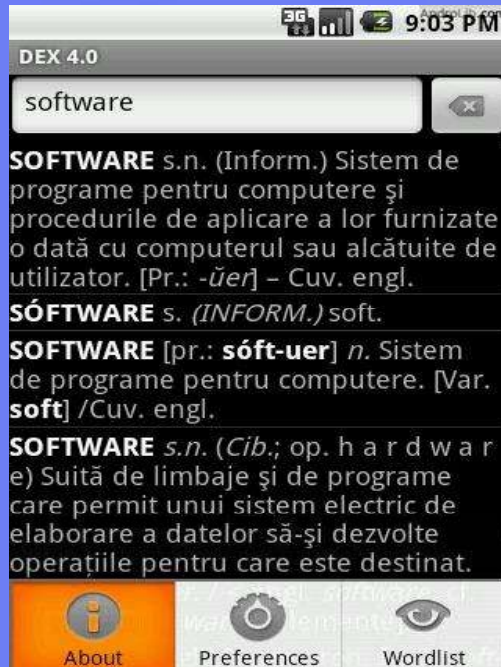 AndroLib.com
3G 9:03 PM
DEX 4.0
software
SOFTWARE s.n. (Inform.) Sistem de
programe pentru computere şi
procedurile de aplicare a lor furnizate
o dată cu computerul sau alcătuite de
utilizator. [Pr.: -ŭer] – Cuv. engl.
SÓFTWARE s. (INFORM.) soft.
SOFTWARE [pr.: sóft-uer] n. Sistem
de programe pentru computere. [Var.
soft] /Cuv. engl.
SOFTWARE s.n. (Cib.; op. h a r d w a r
e) Suită de limbaje şi de programe
care permit unui sistem electric de
elaborare a datelor să-şi dezvolte
operaţiile pentru care este destinat.
About Preferences Wordlist